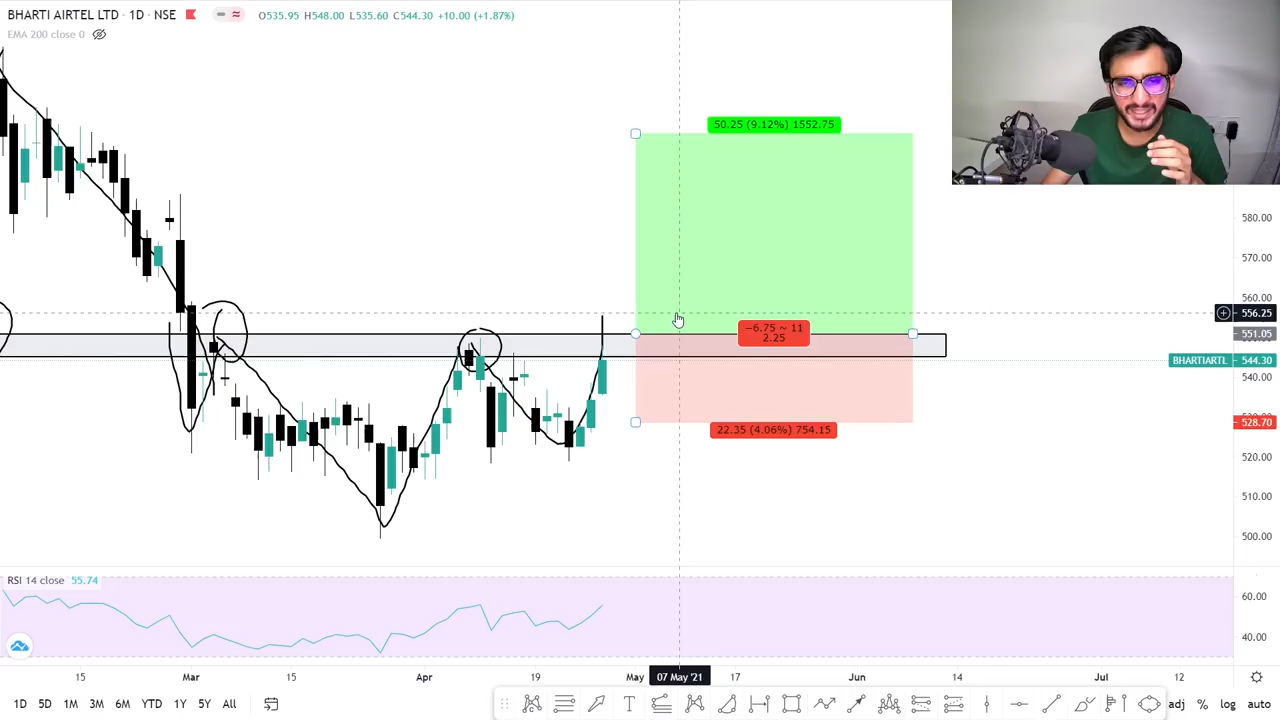 BHARTI AIRTEL LTD · 1D · NSE O535.95 H548.00 L535.60 C544.30 +10.00 (+1.87%)
EMA 200 close 0
50.25 (9.12%) 1552.75
580.00
570.00
560.00
556.25
−6.75 ~ 11
2.25
551.05
BHARTIARTL 544.30
540.00
528.70
22.35 (4.06%) 754.15
520.00
510.00
500.00
RSI 14 close 55.74
60.00
40.00
15 Mar 15 Apr 19 May 07 May '21 17 Jun 14 Jul 12
1D 5D 1M 3M 6M YTD 1Y 5Y All T adj % log auto